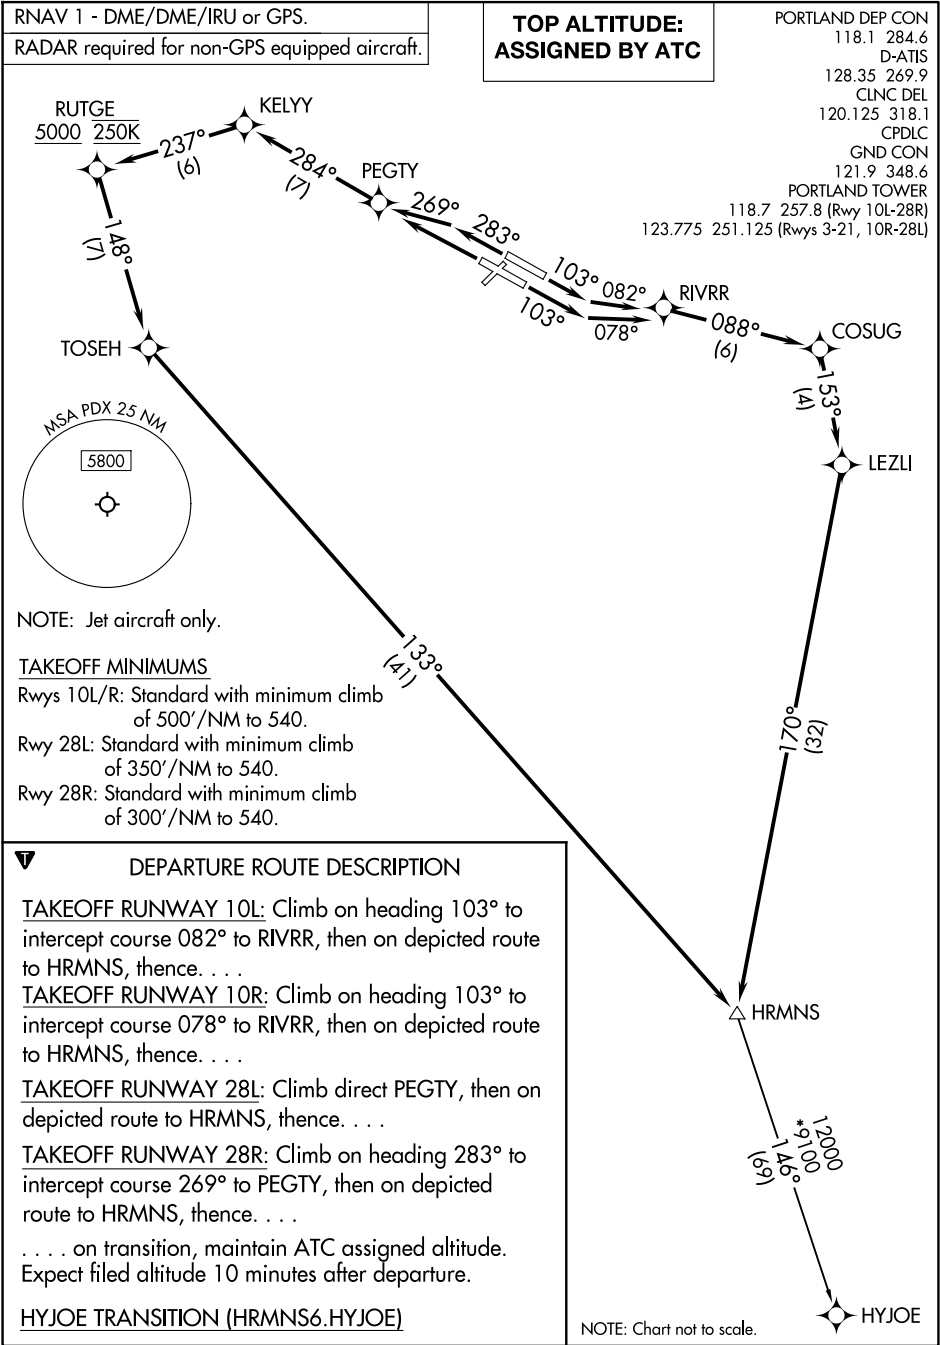 RNAV 1 - DME/DME/IRU or GPS.
RADAR required for non-GPS equipped aircraft.
TOP ALTITUDE:
ASSIGNED BY ATC
PORTLAND DEP CON
118.1 284.6
D-ATIS
128.35 269.9
CLNC DEL
120.125 318.1
CPDLC
GND CON
121.9 348.6
PORTLAND TOWER
118.7 257.8 (Rwy 10L-28R)
123.775 251.125 (Rwys 3-21, 10R-28L)
RUTGE
5000 250K
KELYY
237°
(6)
284°
(7)
PEGTY
269°
283°
148°
(7)
103°
082°
RIVRR
103°
078°
088°
(6)
COSUG
TOSEH
153°
(4)
LEZLI
MSA PDX 25 NM
5800
NOTE: Jet aircraft only.
133°
(41)
TAKEOFF MINIMUMS
Rwys 10L/R: Standard with minimum climb
of 500'/NM to 540.
Rwy 28L: Standard with minimum climb
of 350'/NM to 540.
Rwy 28R: Standard with minimum climb
of 300'/NM to 540.
170°
(32)
T
DEPARTURE ROUTE DESCRIPTION
TAKEOFF RUNWAY 10L: Climb on heading 103° to
intercept course 082° to RIVRR, then on depicted route
to HRMNS, thence. . . .
TAKEOFF RUNWAY 10R: Climb on heading 103° to
intercept course 078° to RIVRR, then on depicted route
to HRMNS, thence. . . .
TAKEOFF RUNWAY 28L: Climb direct PEGTY, then on
depicted route to HRMNS, thence. . . .
TAKEOFF RUNWAY 28R: Climb on heading 283° to
intercept course 269° to PEGTY, then on depicted
route to HRMNS, thence. . . .
. . . . on transition, maintain ATC assigned altitude.
Expect filed altitude 10 minutes after departure.
HYJOE TRANSITION (HRMNS6.HYJOE)
HRMNS
12000
*9100
146°
(69)
HYJOE
NOTE: Chart not to scale.